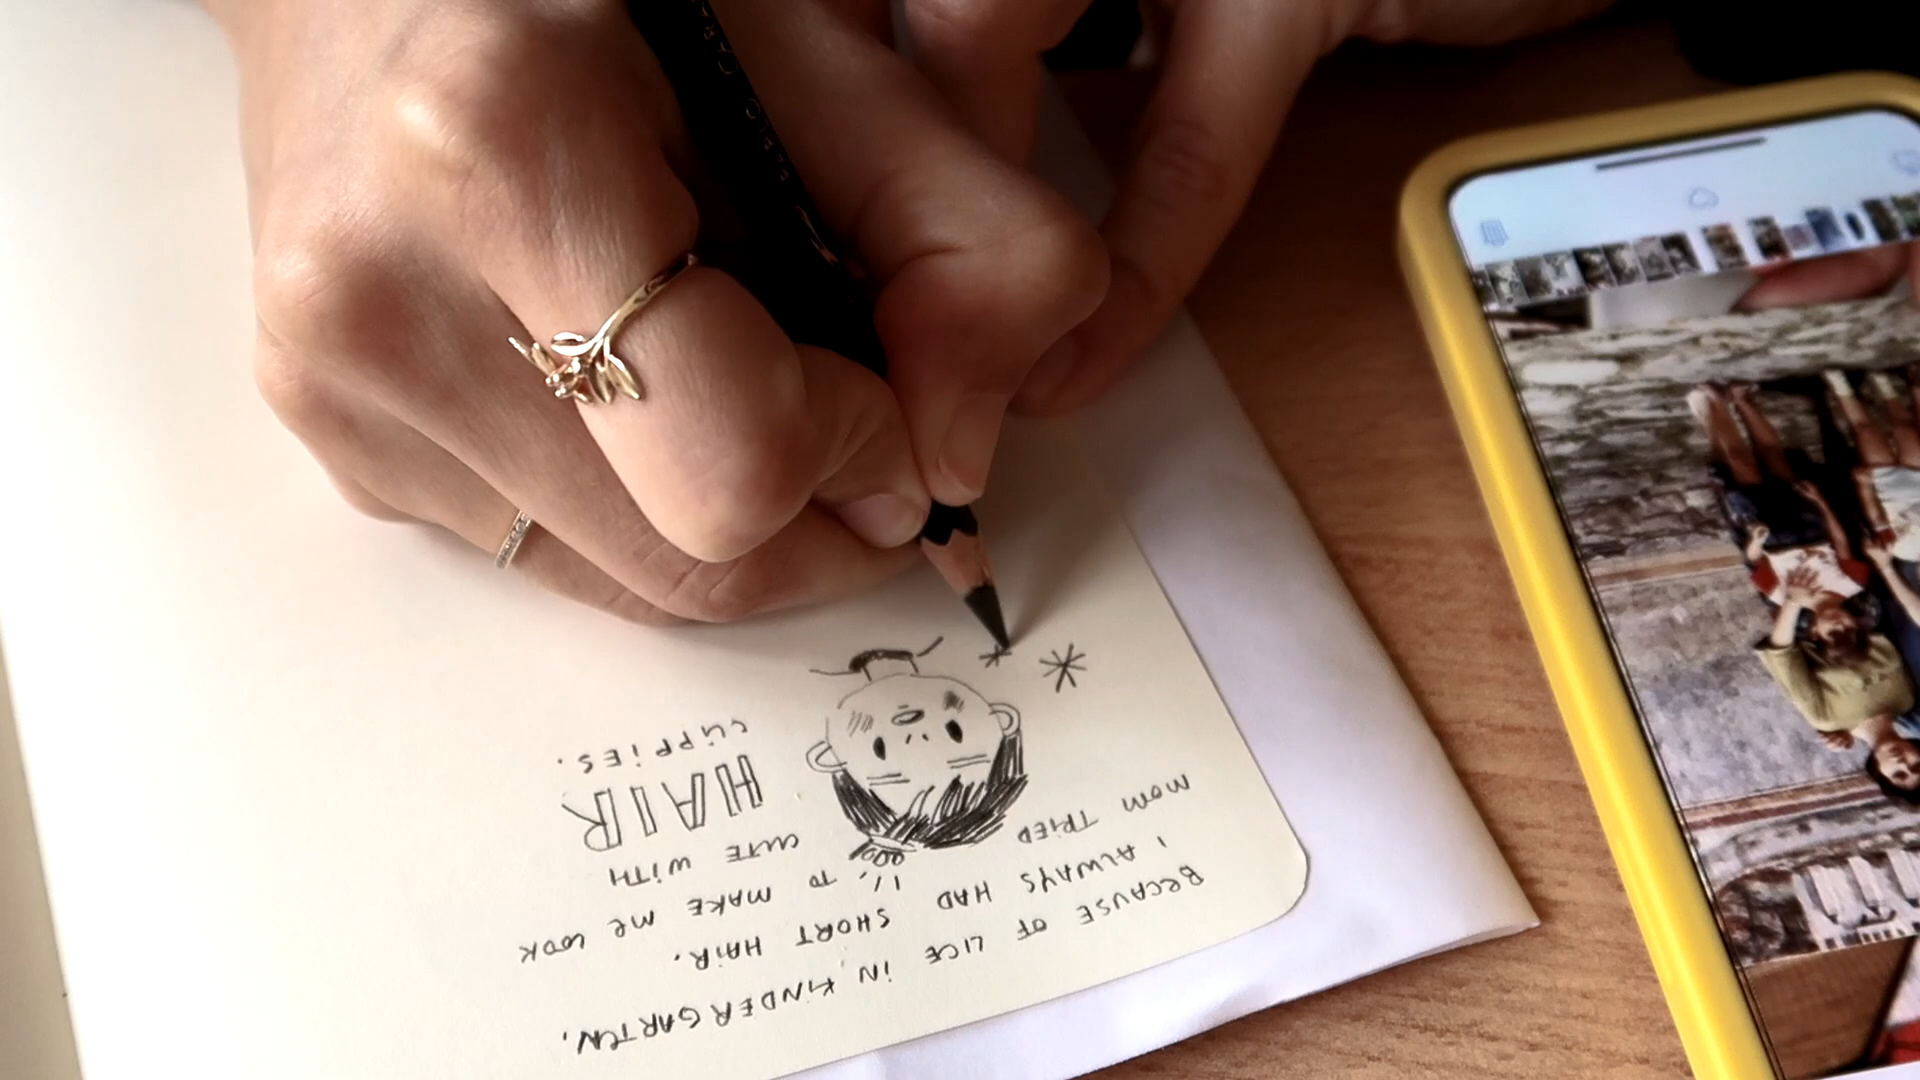 BECAUSE OF LICE IN KINDERGARTEN,
I ALWAYS HAD SHORT HAIR.
MOM TRIED TO MAKE ME LOOK
CUTE WITH
HAIR
CLIPPIES.